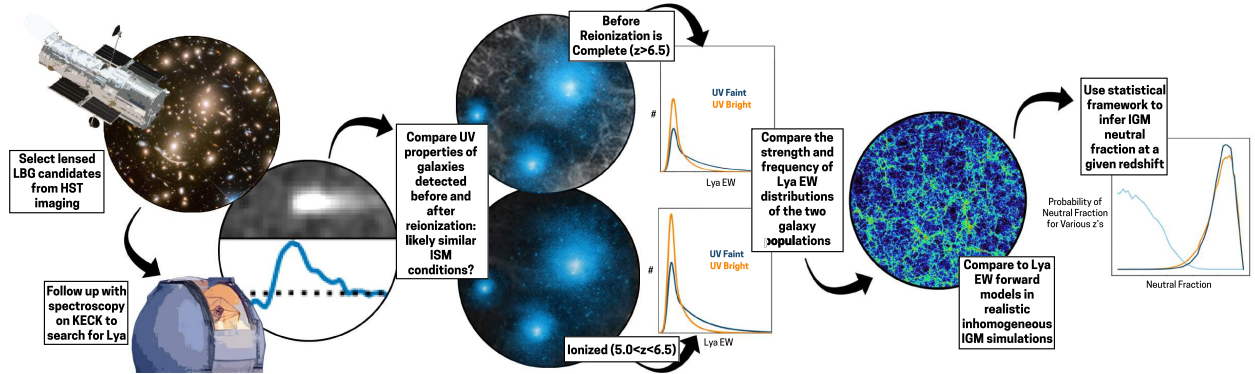 Select lensed
LBG candidates
from HST
imaging
Follow up with
spectroscopy
on KECK to
search for Lya
Compare UV
properties of
galaxies
detected
before and
after
reionization:
likely similar
ISM
conditions?
Before
Reionization is
Complete (z>6.5)
UV Faint
UV Bright
#
Lya EW
Ionized (5.0<z<6.5)
UV Faint
UV Bright
#
Lya EW
Compare the
strength and
frequency of
Lya EW
distributions
of the two
galaxy
populations
Compare to Lya
EW forward
models in
realistic
inhomogeneous
IGM simulations
Use statistical
framework to
infer IGM
neutral
fraction at a
given redshift
Probability of
Neutral Fraction
for Various z's
Neutral Fraction